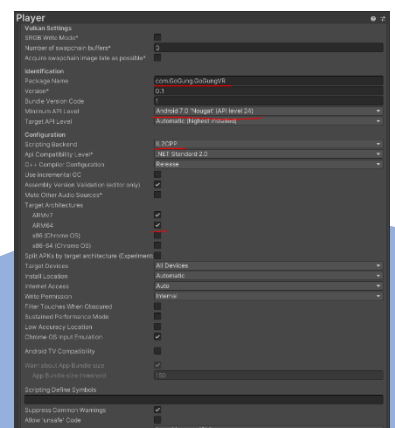 Player
Vulkan Settings
SRGB Write Mode*
Number of swapchain buffers* 3
Acquire swapchain image late as possible*
Identification
Package Name com.GoGung.GoGungVR
Version* 0.1
Bundle Version Code 1
Minimum API Level Android 7.0 'Nougat' (API level 24)
Target API Level Automatic (highest installed)
Configuration
Scripting Backend IL2CPP
Api Compatibility Level* .NET Standard 2.0
C++ Compiler Configuration Release
Use incremental GC
Assembly Version Validation (editor only)
Mute Other Audio Sources*
Target Architectures
ARMv7
ARM64
x86 (Chrome OS)
x86-64 (Chrome OS)
Split APKs by target architecture (Experiment
Target Devices All Devices
Install Location Automatic
Internet Access Auto
Write Permission Internal
Filter Touches When Obscured
Sustained Performance Mode
Low Accuracy Location
Chrome OS Input Emulation
Android TV Compatibility
Warn about App Bundle size
App Bundle size threshold 150
Scripting Define Symbols
Suppress Common Warnings
Allow 'unsafe' Code